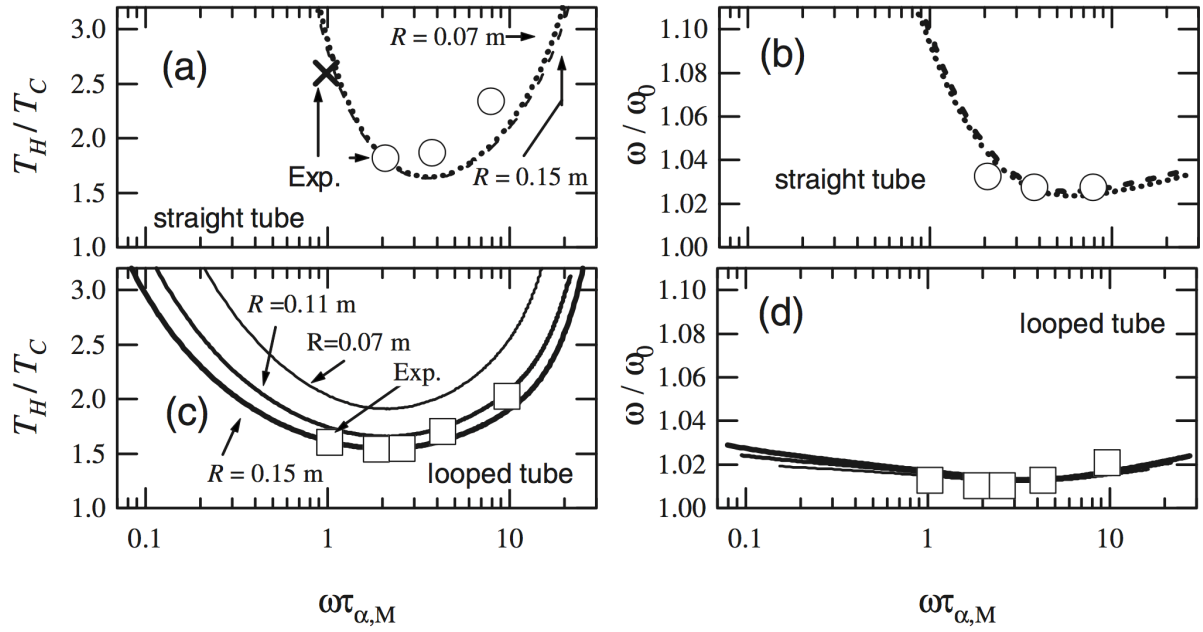 3.0
2.5
2.0
1.5
1.0
T_H / T_C
(a)
R = 0.07 m
Exp.
R = 0.15 m
straight tube
1.10
1.08
1.06
1.04
1.02
1.00
ω / ω₀
(b)
straight tube
3.0
2.5
2.0
1.5
1.0
T_H / T_C
R =0.11 m
R=0.07 m
Exp.
(c)
R = 0.15 m
looped tube
0.1
1
10
ωτ_α,M
1.10
1.08
1.06
1.04
1.02
1.00
ω / ω₀
(d)
looped tube
0.1
1
10
ωτ_α,M